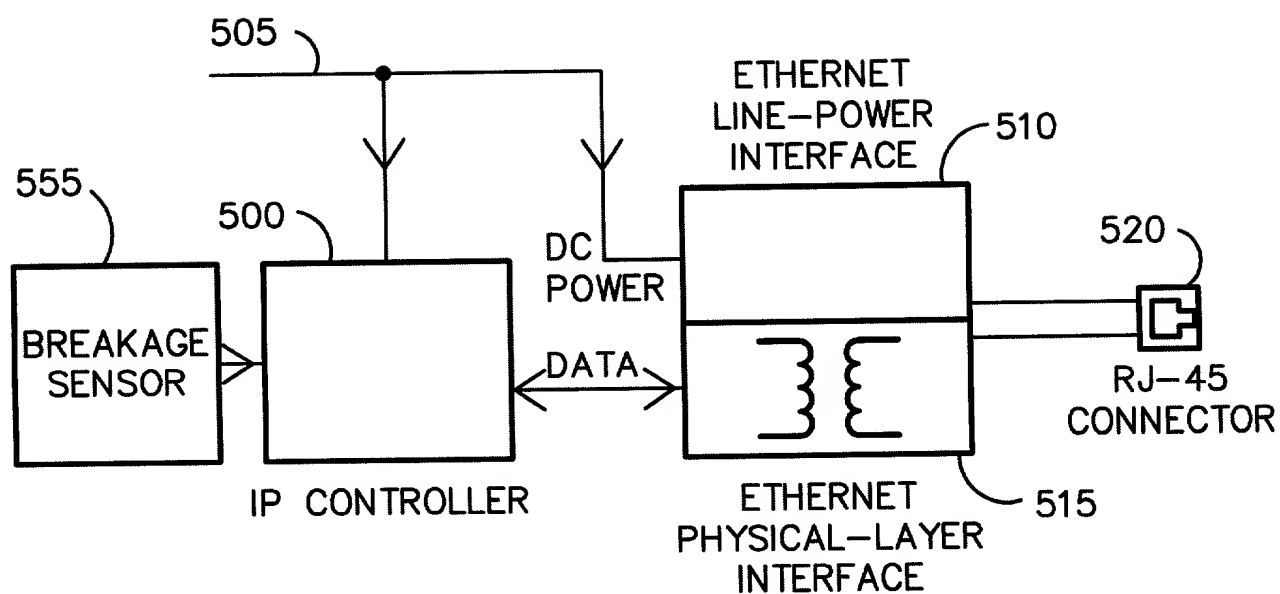 505
ETHERNET
LINE-POWER
INTERFACE
510
555
500
520
DC
POWER
BREAKAGE
SENSOR
DATA
RJ-45
CONNECTOR
IP CONTROLLER
ETHERNET
PHYSICAL-LAYER
INTERFACE
515